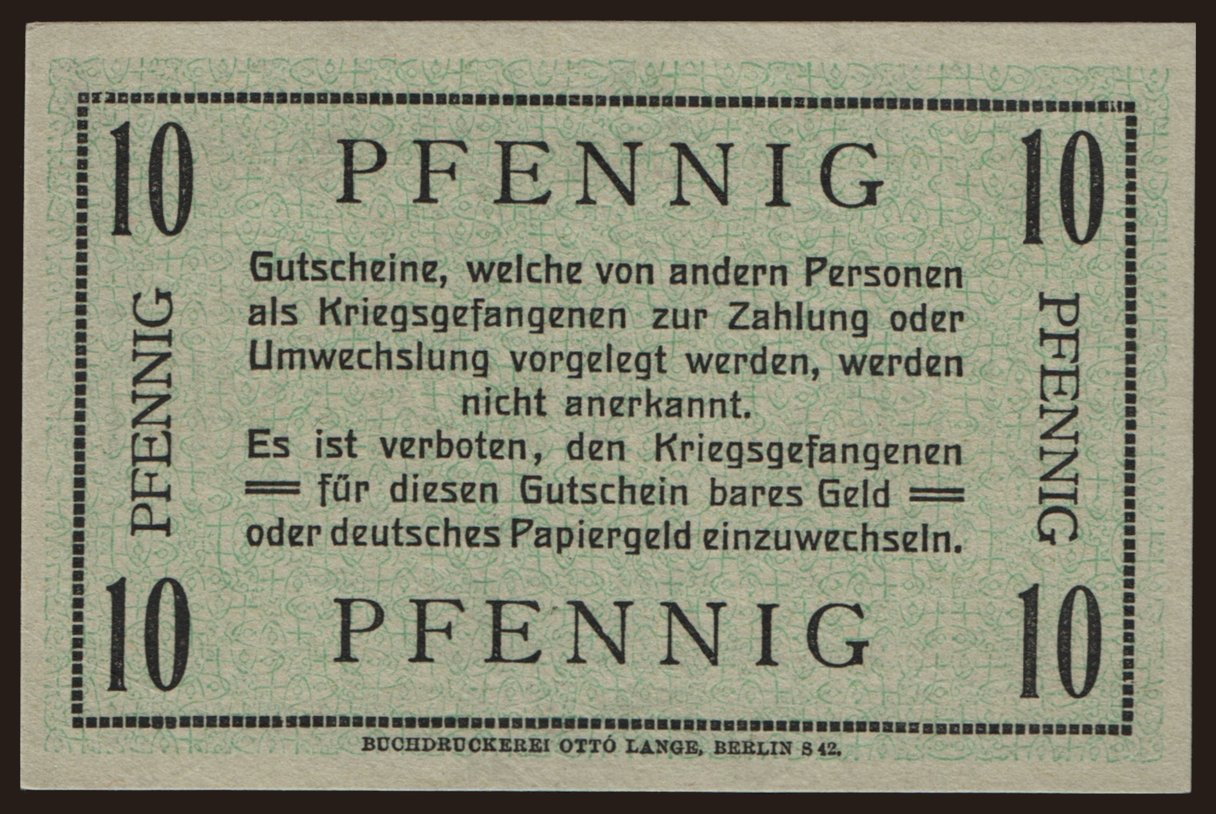 10 PFENNIG 10
Gutscheine, welche von andern Personen
als Kriegsgefangenen zur Zahlung oder
Umwechslung vorgelegt werden, werden
nicht anerkannt.
Es ist verboten, den Kriegsgefangenen
für diesen Gutschein bares Geld
oder deutsches Papiergeld einzuwechseln.
PFENNIG
PFENNIG
10 PFENNIG 10
BUCHDRUCKEREI OTTO LANGE, BERLIN S 42.